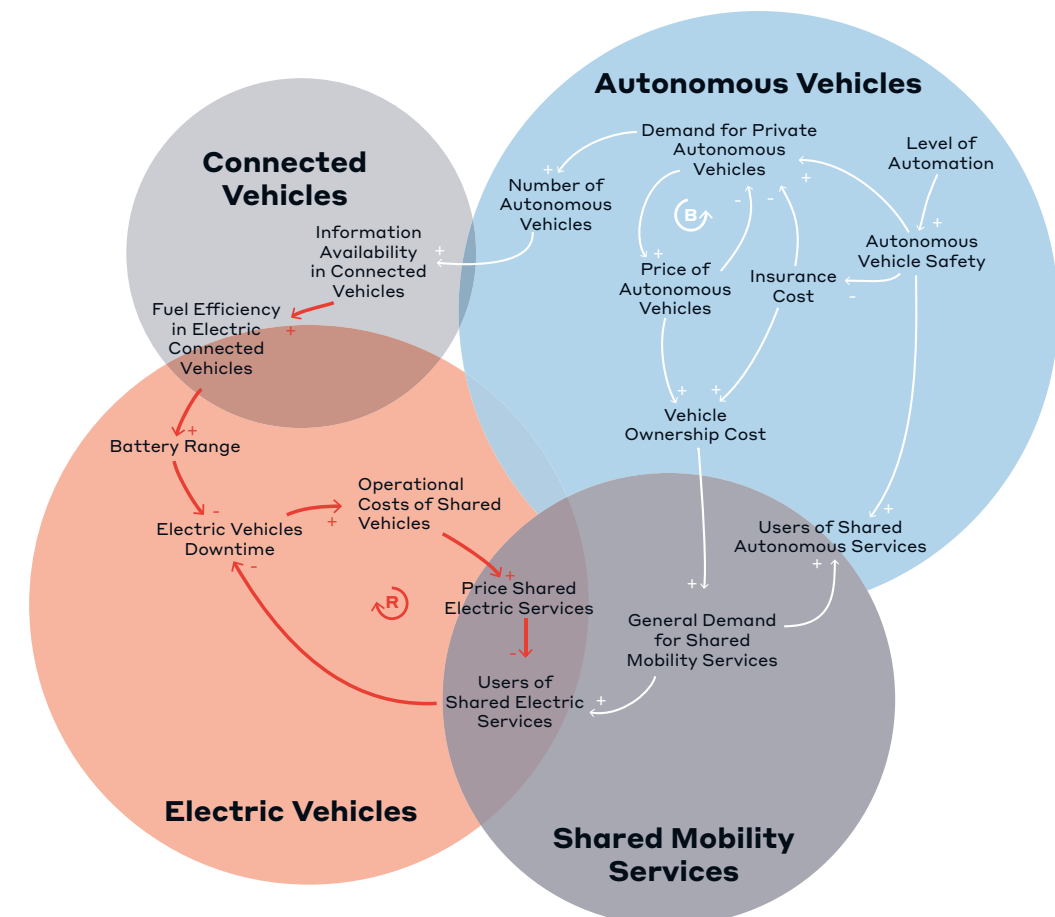 Autonomous Vehicles
Connected
Vehicles
Demand for Private
Autonomous
Vehicles
Level of
Automation
+
Number of
Autonomous
Vehicles
+
-
-
B
+
Autonomous
Vehicle Safety
Information
Availability
in Connected
Vehicles
+
+
Price of
Autonomous
Vehicles
Insurance
Cost
-
Fuel Efficiency
in Electric
Connected
Vehicles
+
+
+
Vehicle
Ownership Cost
+
Battery Range
-
Electric Vehicles
Downtime
+
Operational
Costs of Shared
Vehicles
+
Users of Shared
Autonomous Services
+
-
R
+
Price Shared
Electric Services
+
General Demand
for Shared
Mobility Services
-
Users of
Shared Electric
Services
+
Electric Vehicles
Shared Mobility
Services